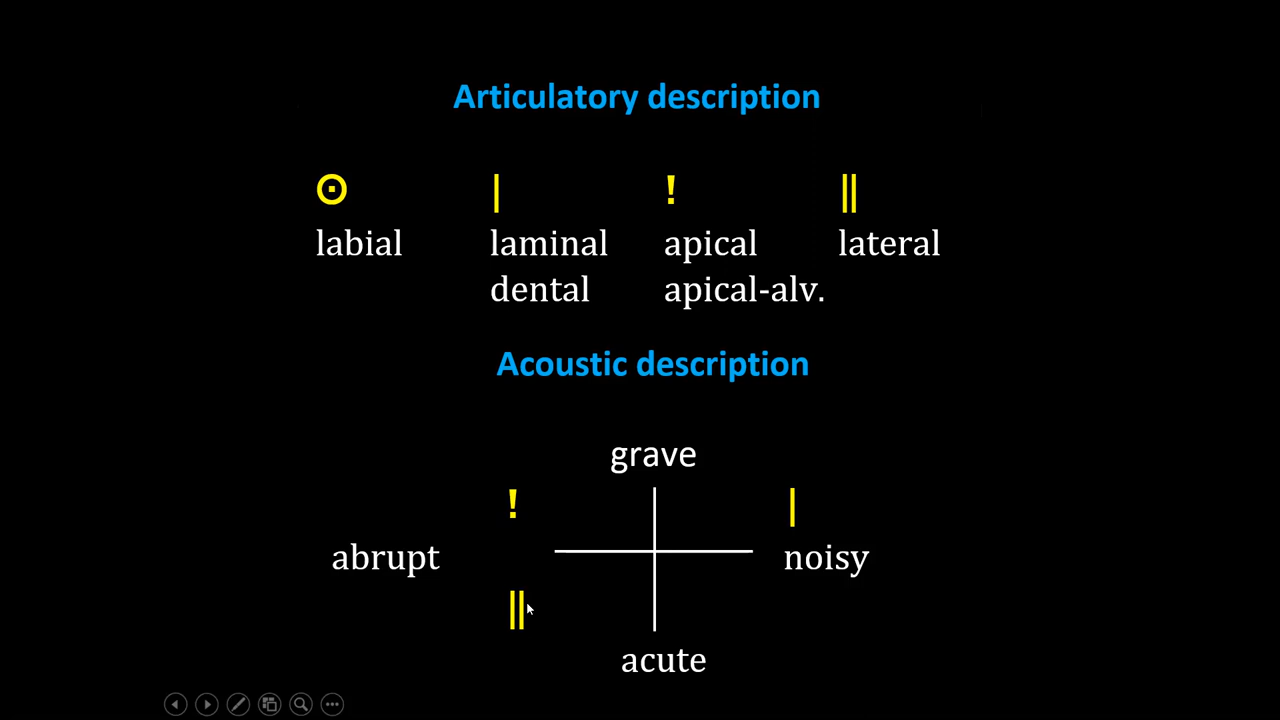 Articulatory description
ʘ | ! ||
labial laminal apical lateral
dental apical-alv.
Acoustic description
grave
! |
abrupt noisy
||
acute